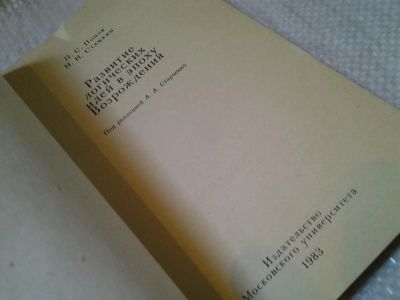 П. С. Попов
Н. И. Стяжкин
Развитие
логических
идей в эпоху
Возрождения
Под редакцией А. А. Старченко
Издательство
Московского университета
1983